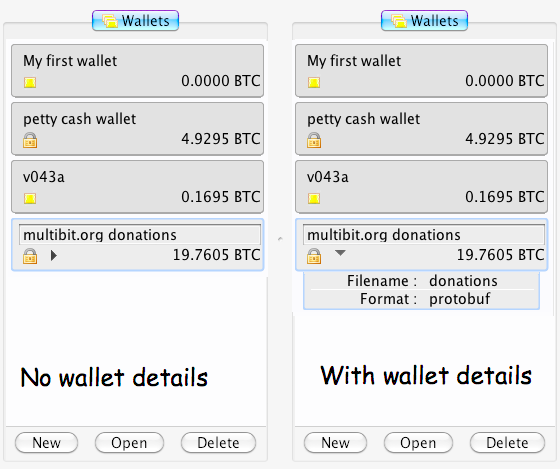 Wallets
My first wallet
0.0000 BTC
petty cash wallet
4.9295 BTC
v043a
0.1695 BTC
multibit.org donations
19.7605 BTC
No wallet details
New Open Delete
Wallets
My first wallet
0.0000 BTC
petty cash wallet
4.9295 BTC
v043a
0.1695 BTC
multibit.org donations
19.7605 BTC
Filename : donations
Format : protobuf
With wallet details
New Open Delete